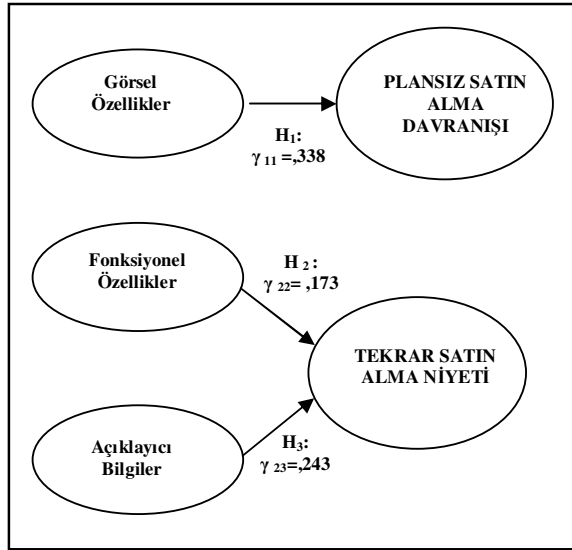 Görsel
Özellikler
H₁:
γ ₁₁ =,338
PLANSIZ SATIN
ALMA
DAVRANIŞI
Fonksiyonel
Özellikler
H ₂ :
γ ₂₂= ,173
TEKRAR SATIN
ALMA NİYETİ
Açıklayıcı
Bilgiler
H₃:
γ ₂₃=,243